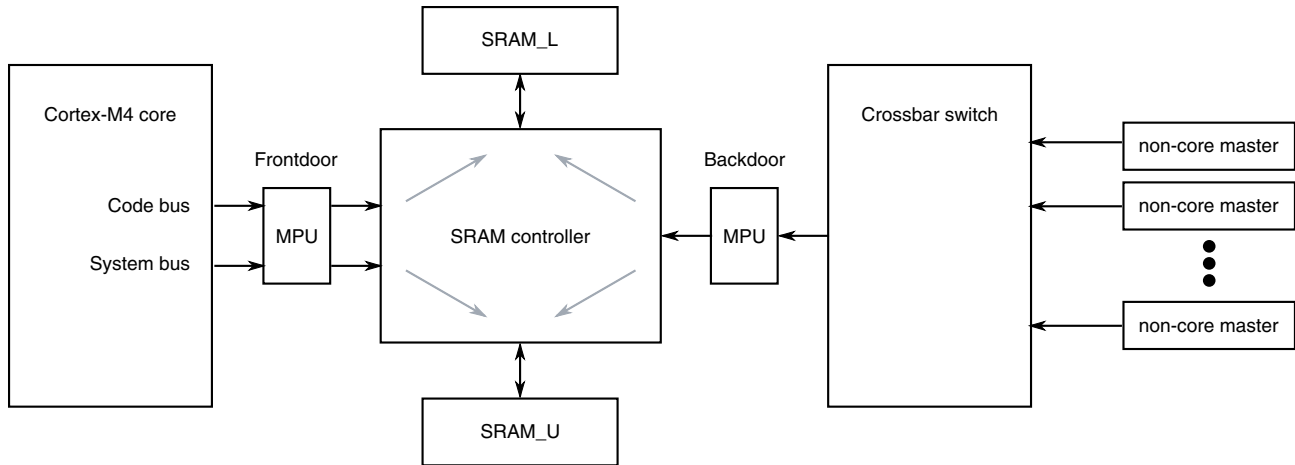 SRAM_L
Cortex-M4 core
Crossbar switch
Frontdoor
Backdoor
non-core master
Code bus
MPU
SRAM controller
MPU
non-core master
System bus
non-core master
SRAM_U